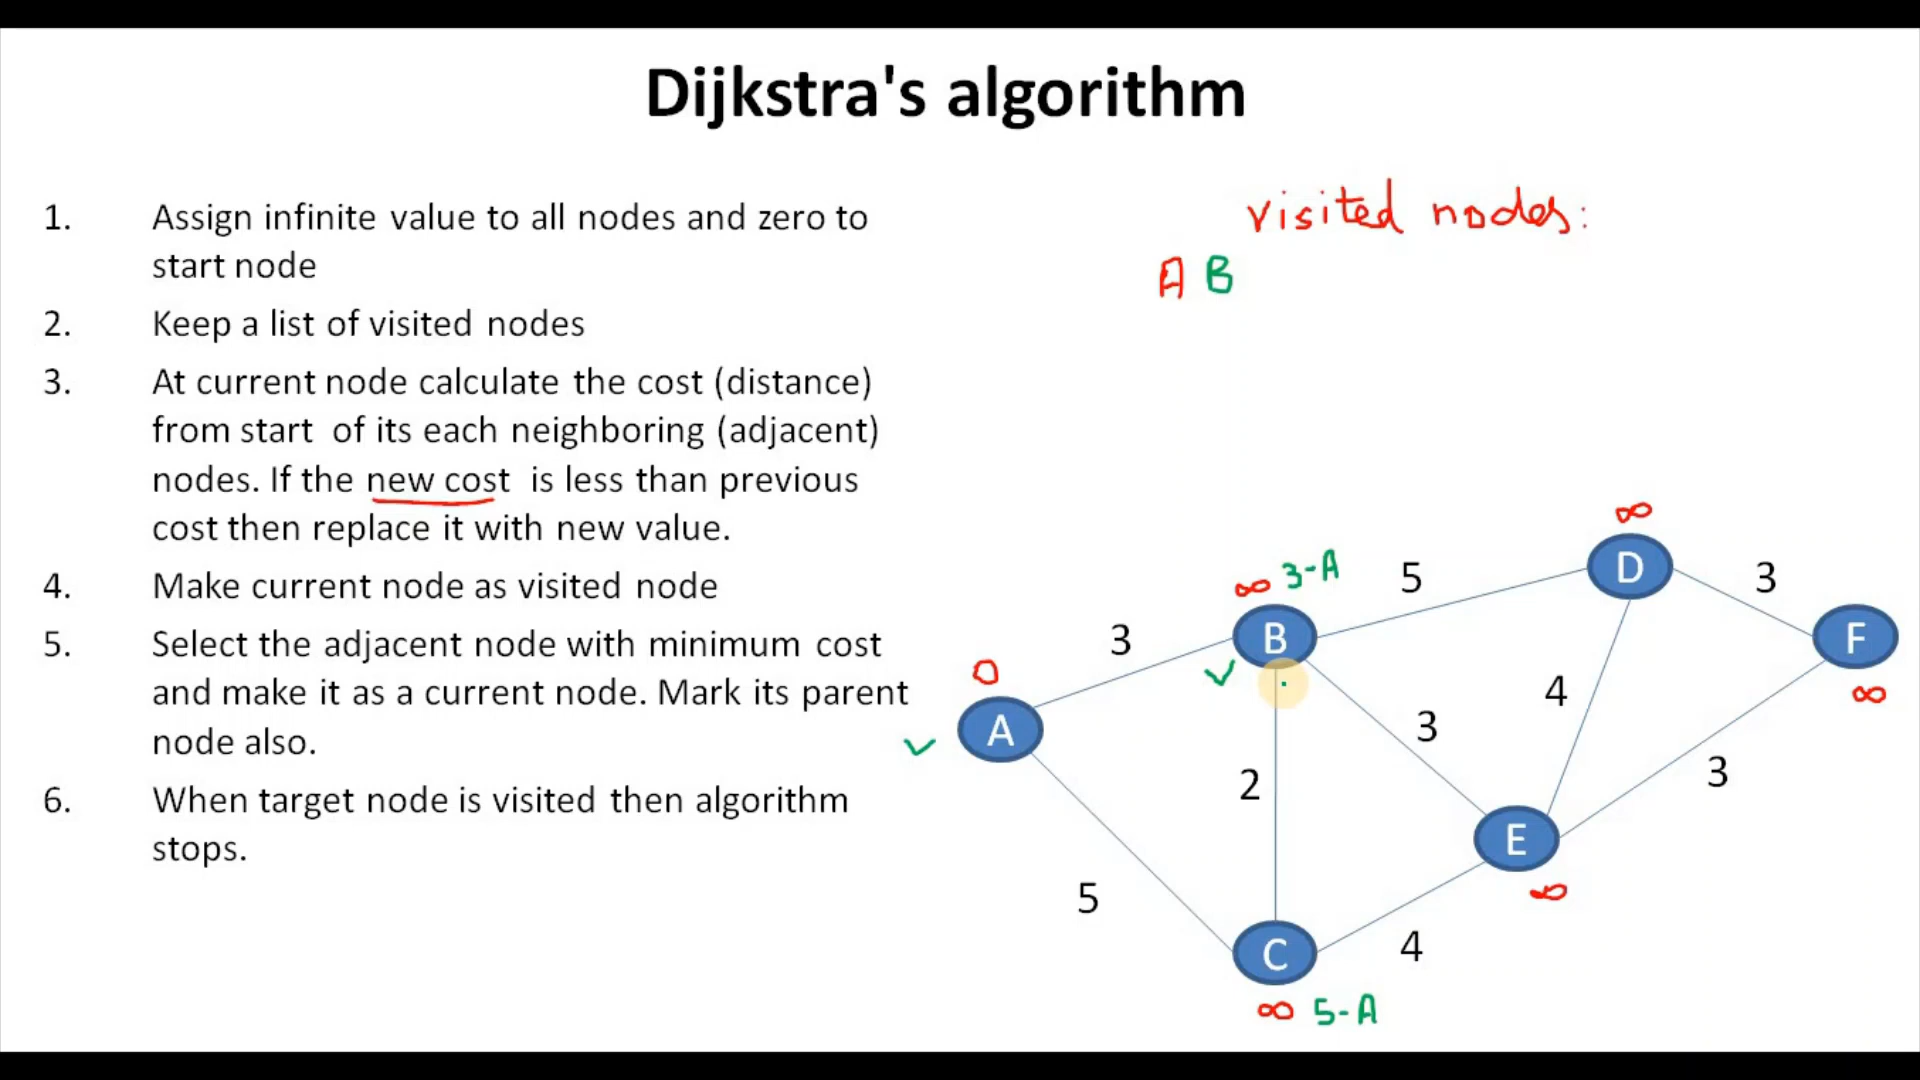 Dijkstra's algorithm
1. Assign infinite value to all nodes and zero to
start node
2. Keep a list of visited nodes
3. At current node calculate the cost (distance)
from start of its each neighboring (adjacent)
nodes. If the new cost is less than previous
cost then replace it with new value.
4. Make current node as visited node
5. Select the adjacent node with minimum cost
and make it as a current node. Mark its parent
node also.
6. When target node is visited then algorithm
stops.
visited nodes:
A B
∞
D
3
∞ 3-A
5
B
F
3
∞
0
4
A
3
2
3
E
5
∞
4
C
∞ 5-A